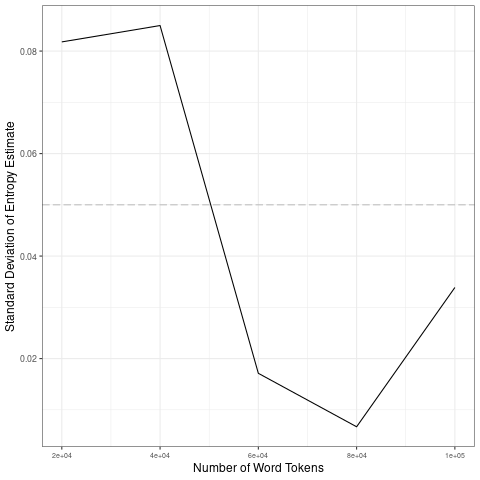 Standard Deviation of Entropy Estimate
0.08
0.06
0.04
0.02
2e+04 4e+04 6e+04 8e+04 1e+05
Number of Word Tokens